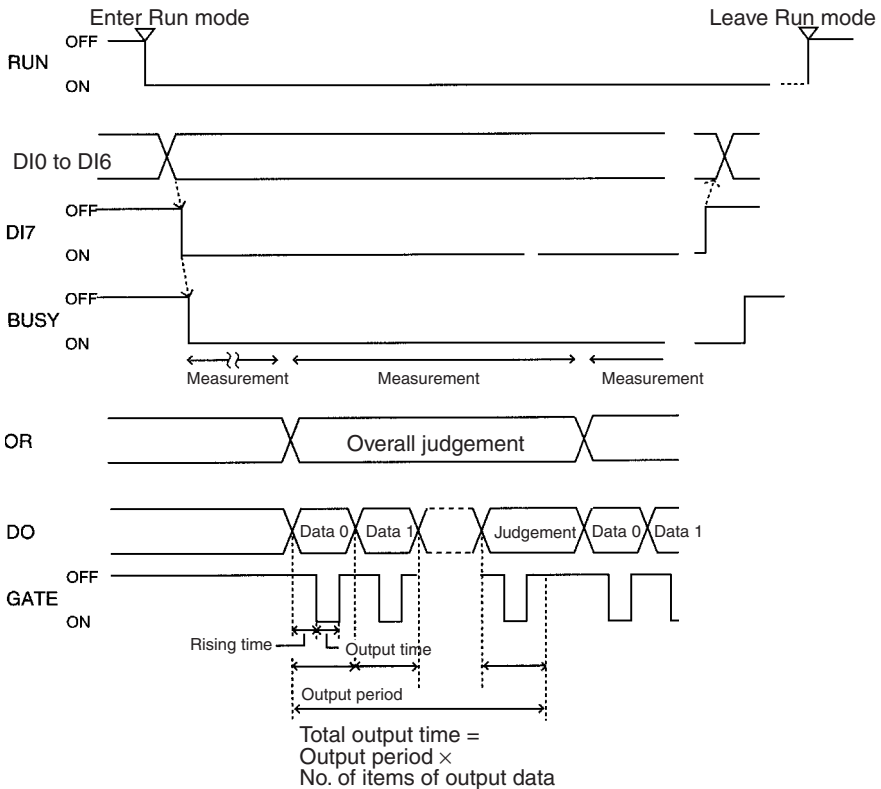 Enter Run mode
Leave Run mode
OFF
RUN
ON
DI0 to DI6
OFF
DI7
ON
OFF
BUSY
ON
Measurement
Measurement
Measurement
OR
Overall judgement
DO
Data 0
Data 1
Judgement
Data 0
Data 1
OFF
GATE
ON
Rising time
Output time
Output period
Total output time =
Output period ×
No. of items of output data